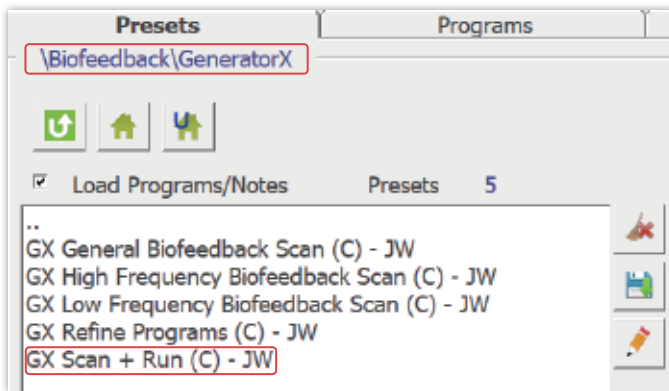 Presets Programs
\Biofeedback\GeneratorX
U
Load Programs/Notes Presets 5
..
GX General Biofeedback Scan (C) - JW
GX High Frequency Biofeedback Scan (C) - JW
GX Low Frequency Biofeedback Scan (C) - JW
GX Refine Programs (C) - JW
GX Scan + Run (C) - JW